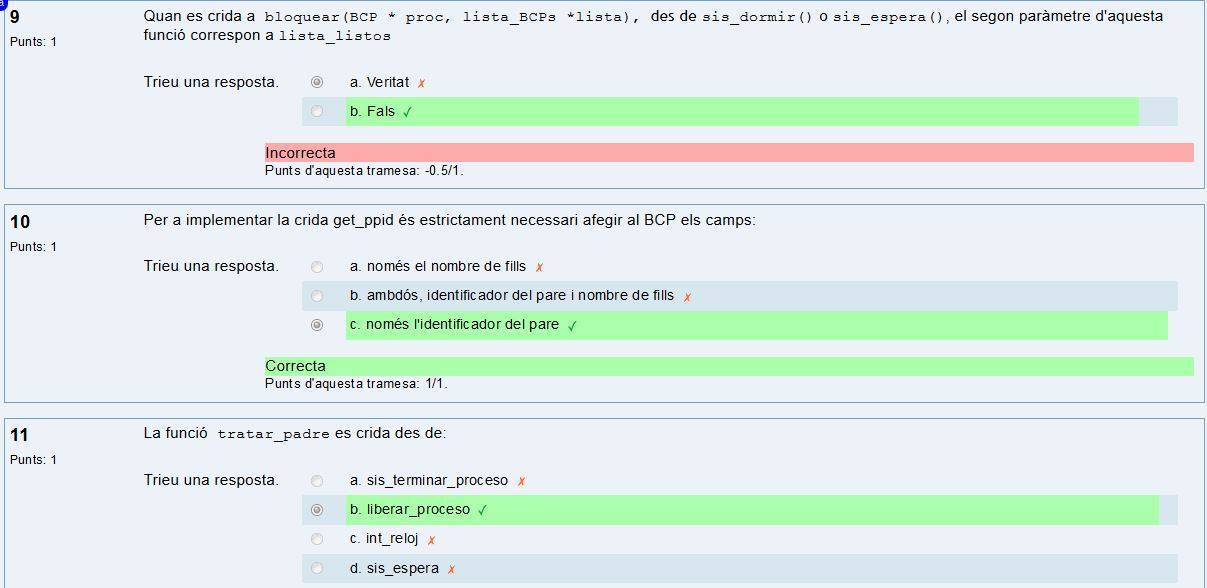 9
Punts: 1
Quan es crida a bloquear(BCP * proc, lista_BCPs *lista), des de sis_dormir() o sis_espera(), el segon paràmetre d'aquesta
funció correspon a lista_listos
Trieu una resposta.
a. Veritat ✗
b. Fals ✓
Incorrecta
Punts d'aquesta tramesa: -0.5/1.
10
Punts: 1
Per a implementar la crida get_ppid és estrictament necessari afegir al BCP els camps:
Trieu una resposta.
a. només el nombre de fills ✗
b. ambdós, identificador del pare i nombre de fills ✗
c. només l'identificador del pare ✓
Correcta
Punts d'aquesta tramesa: 1/1.
11
Punts: 1
La funció tratar_padre es crida des de:
Trieu una resposta.
a. sis_terminar_proceso ✗
b. liberar_proceso ✓
c. int_reloj ✗
d. sis_espera ✗